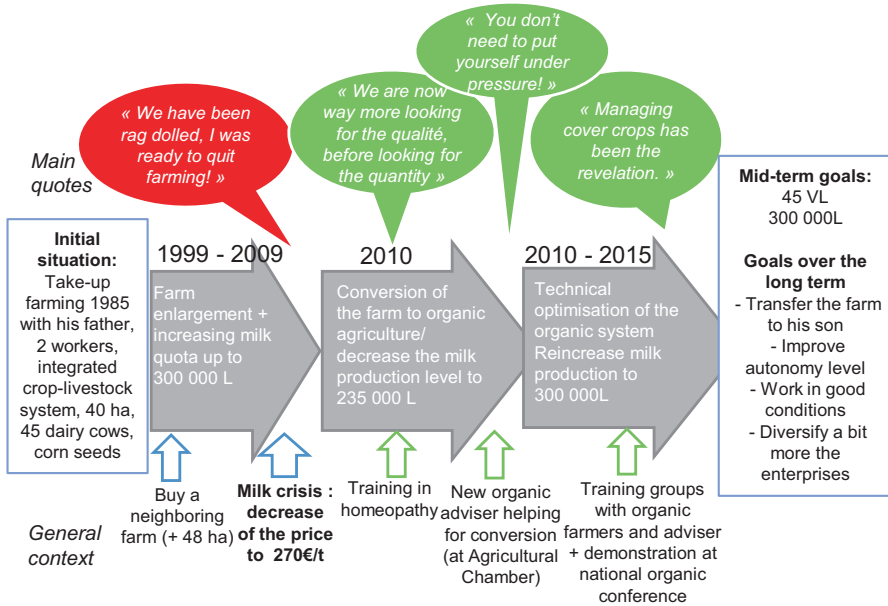 « You don’t
need to put
yourself under
pressure! »
« We have been
rag dolled, I was
ready to quit
farming! »
« We are now
way more looking
for the qualité,
before looking for
the quantity »
« Managing
cover crops has
been the
revelation. »
Main
quotes
Initial
situation:
Take-up
farming 1985
with his father,
2 workers,
integrated
crop-livestock
system, 40 ha,
45 dairy cows,
corn seeds
1999 - 2009
Farm
enlargement +
increasing milk
quota up to
300 000 L
2010
Conversion of
the farm to organic
agriculture/
decrease the milk
production level to
235 000 L
2010 - 2015
Technical
optimisation of the
organic system
Reincrease milk
production to
300 000L
Mid-term goals:
45 VL
300 000L
Goals over the
long term
- Transfer the farm
to his son
- Improve
autonomy level
- Work in good
conditions
- Diversify a bit
more the
enterprises
General
context
Buy a
neighboring
farm (+ 48 ha)
Milk crisis :
decrease
of the price
to 270€/t
Training in
homeopathy
New organic
adviser helping
for conversion
(at Agricultural
Chamber)
Training groups
with organic
farmers and adviser
+ demonstration at
national organic
conference